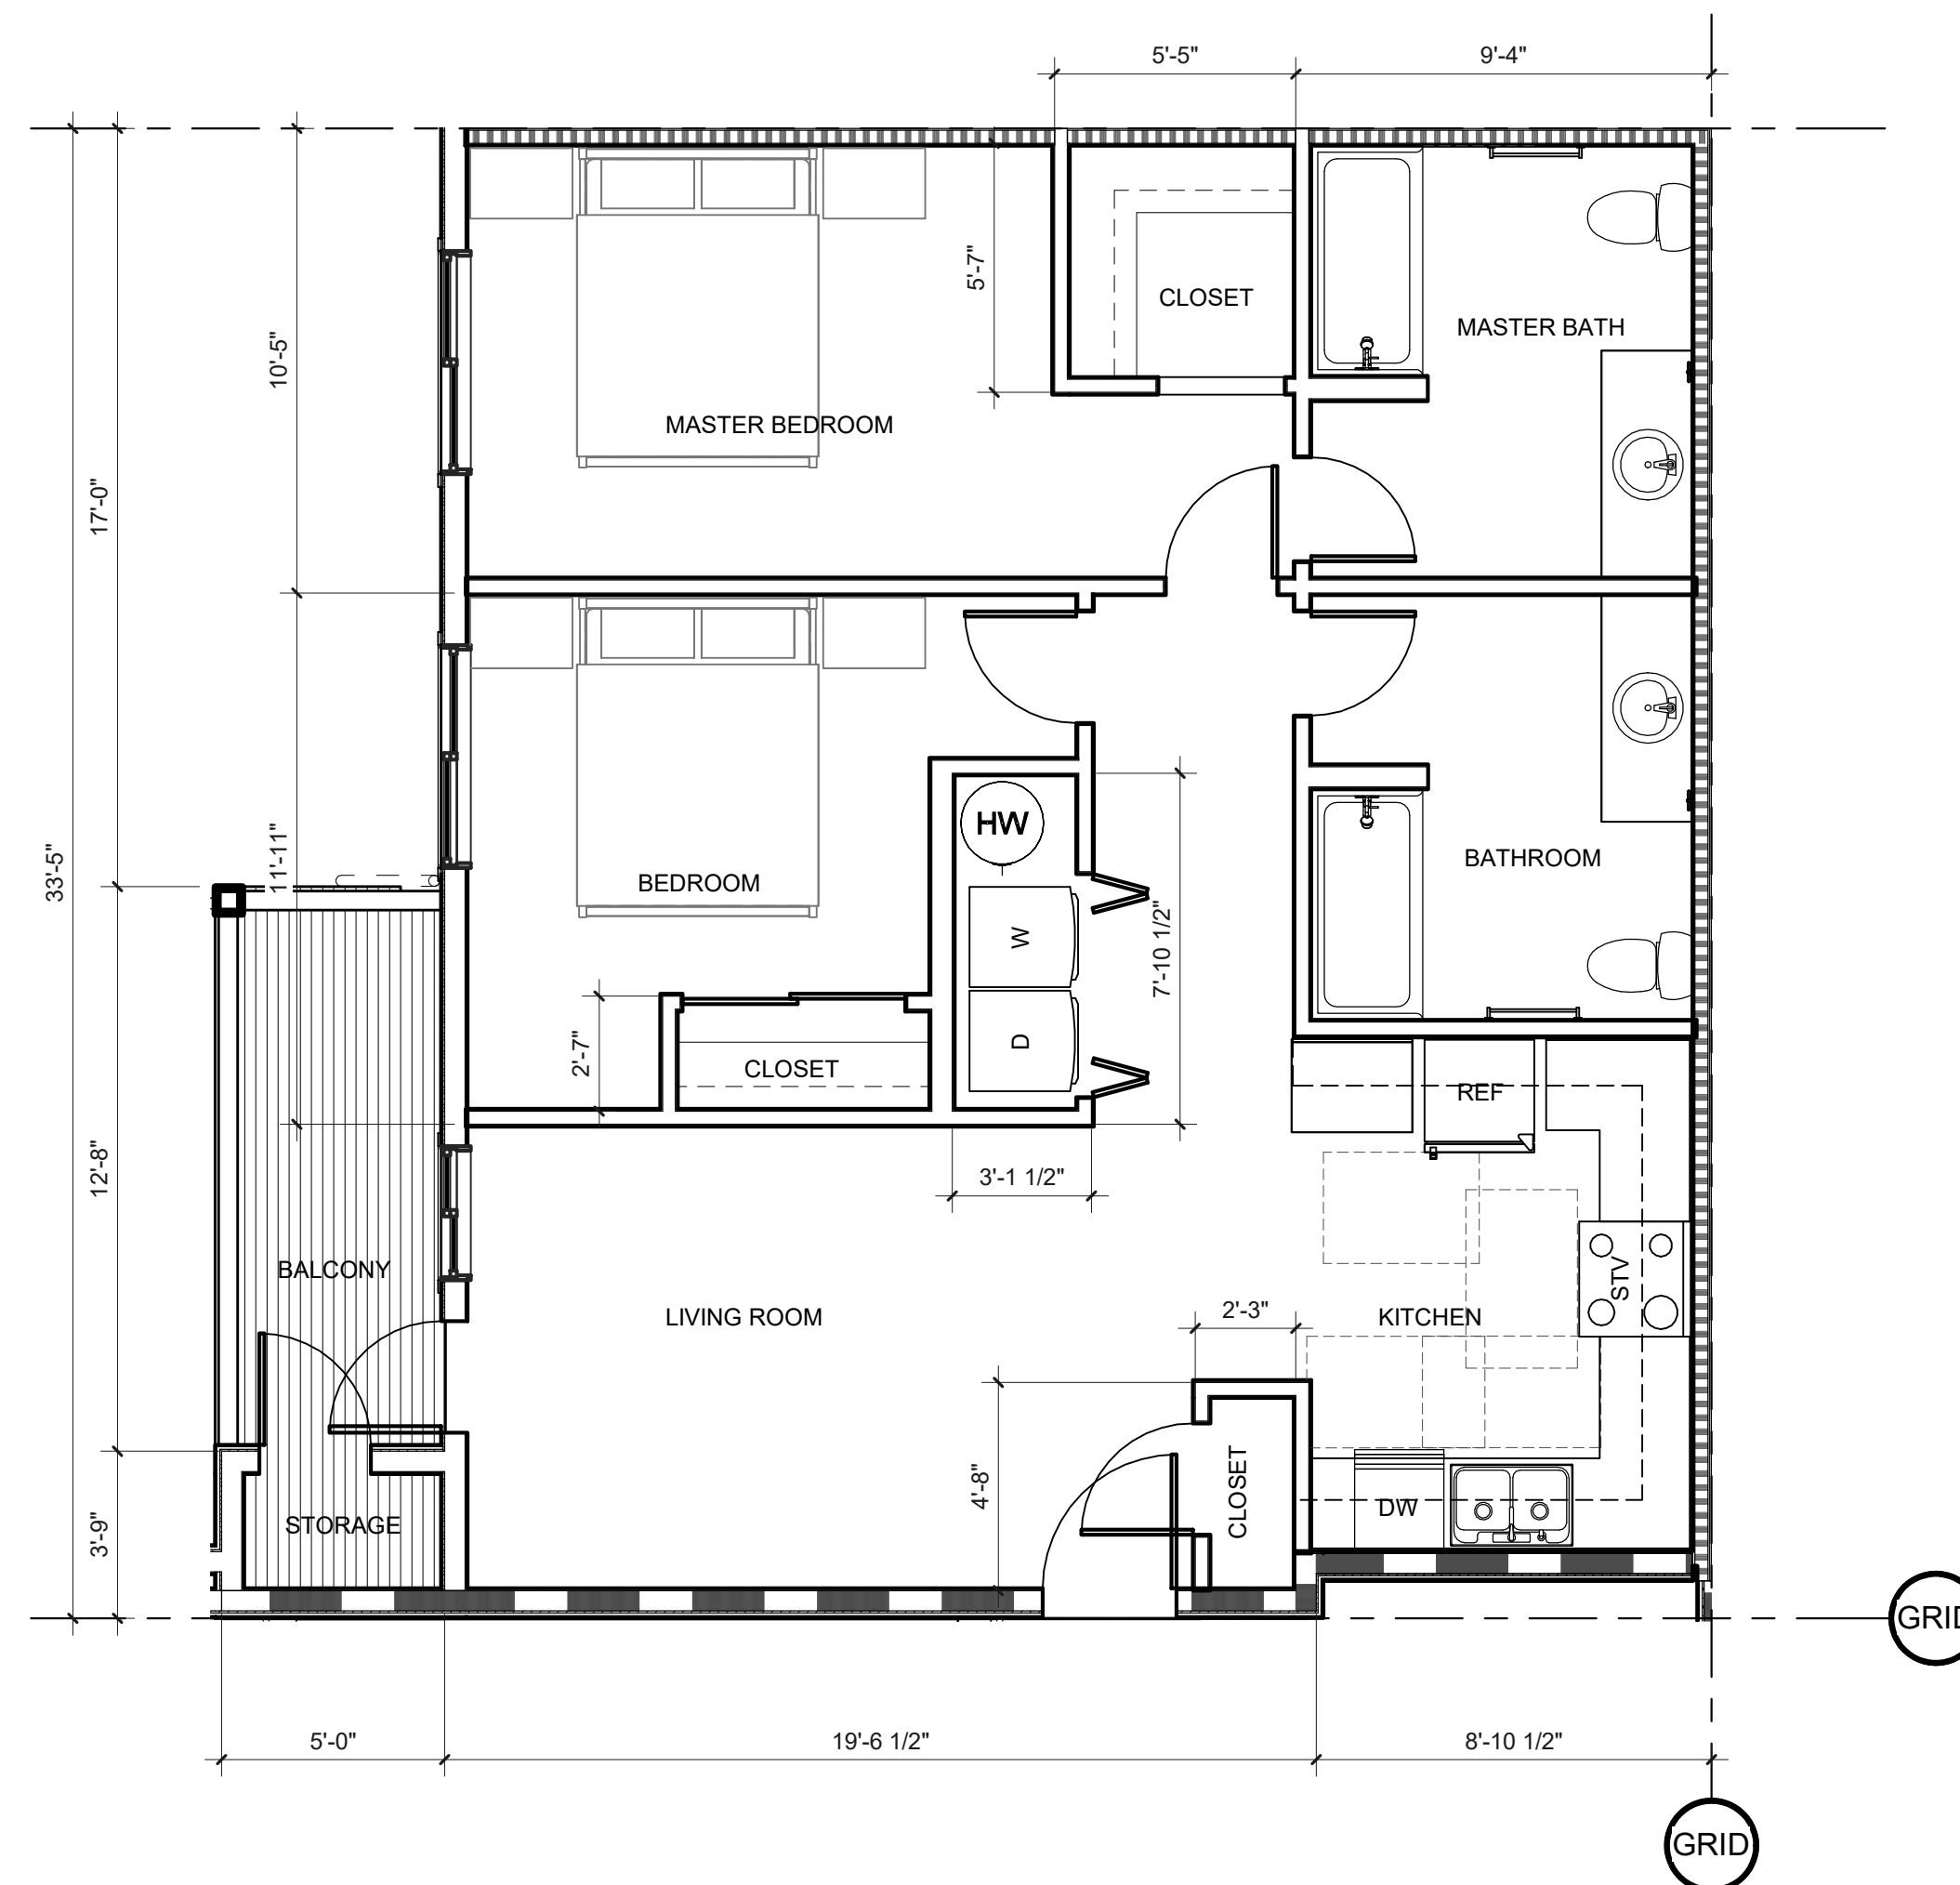 5'-5"
9'-4"
5'-7"
CLOSET
MASTER BATH
10'-5"
MASTER BEDROOM
17'-0"
HW
33'-5"
11'-11"
BEDROOM
BATHROOM
W
7'-10 1/2"
D
2'-7"
CLOSET
REF
12'-8"
3'-1 1/2"
BALCONY
STV
LIVING ROOM
2'-3"
KITCHEN
4'-8"
CLOSET
DW
3'-9"
STORAGE
GRID
5'-0"
19'-6 1/2"
8'-10 1/2"
GRID